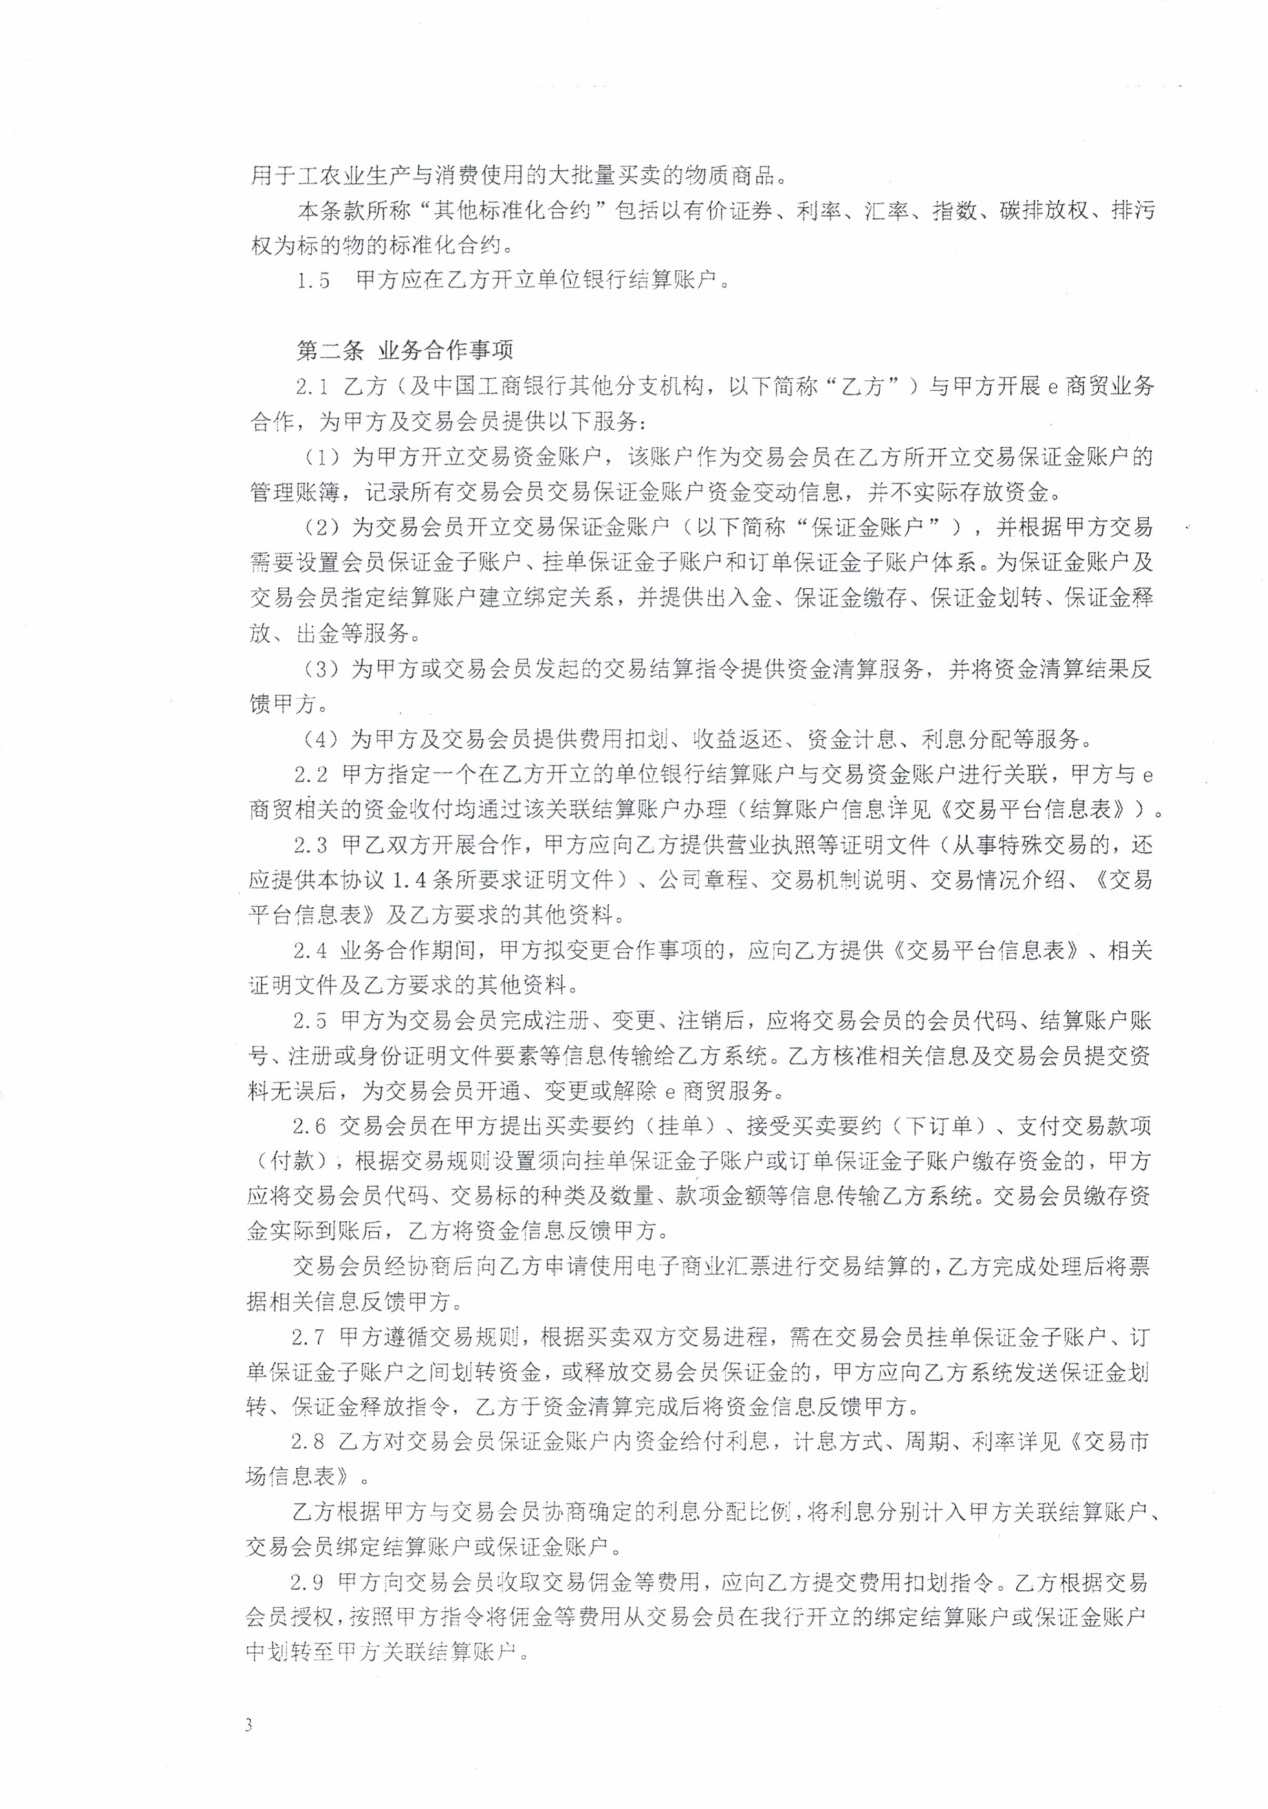 用于工农业生产与消费使用的大批量买卖的物质商品。
本条款所称“其他标准化合约”包括以有价证券、利率、汇率、指数、碳排放权、排污
权为标的物的标准化合约。
1.5 甲方应在乙方开立单位银行结算账户。
第二条 业务合作事项
2.1 乙方（及中国工商银行其他分支机构，以下简称“乙方”）与甲方开展 e 商贸业务
合作，为甲方及交易会员提供以下服务：
（1）为甲方开立交易资金账户，该账户作为交易会员在乙方所开立交易保证金账户的
管理账簿，记录所有交易会员交易保证金账户资金变动信息，并不实际存放资金。
（2）为交易会员开立交易保证金账户（以下简称“保证金账户”），并根据甲方交易
需要设置会员保证金子账户、挂单保证金子账户和订单保证金子账户体系。为保证金账户及
交易会员指定结算账户建立绑定关系，并提供出入金、保证金缴存、保证金划转、保证金释
放、出金等服务。
（3）为甲方或交易会员发起的交易结算指令提供资金清算服务，并将资金清算结果反
馈甲方。
（4）为甲方及交易会员提供费用扣划、收益返还、资金计息、利息分配等服务。
2.2 甲方指定一个在乙方开立的单位银行结算账户与交易资金账户进行关联，甲方与 e
商贸相关的资金收付均通过该关联结算账户办理（结算账户信息详见《交易平台信息表》）。
2.3 甲乙双方开展合作，甲方应向乙方提供营业执照等证明文件（从事特殊交易的，还
应提供本协议 1.4 条所要求证明文件）、公司章程、交易机制说明、交易情况介绍、《交易
平台信息表》及乙方要求的其他资料。
2.4 业务合作期间，甲方拟变更合作事项的，应向乙方提供《交易平台信息表》、相关
证明文件及乙方要求的其他资料。
2.5 甲方为交易会员完成注册、变更、注销后，应将交易会员的会员代码、结算账户账
号、注册或身份证明文件要素等信息传输给乙方系统。乙方核准相关信息及交易会员提交资
料无误后，为交易会员开通、变更或解除 e 商贸服务。
2.6 交易会员在甲方提出买卖要约（挂单）、接受买卖要约（下订单）、支付交易款项
（付款），根据交易规则设置须向挂单保证金子账户或订单保证金子账户缴存资金的，甲方
应将交易会员代码、交易标的种类及数量、款项金额等信息传输乙方系统。交易会员缴存资
金实际到账后，乙方将资金信息反馈甲方。
交易会员经协商后向乙方申请使用电子商业汇票进行交易结算的，乙方完成处理后将票
据相关信息反馈甲方。
2.7 甲方遵循交易规则，根据买卖双方交易进程，需在交易会员挂单保证金子账户、订
单保证金子账户之间划转资金，或释放交易会员保证金的，甲方应向乙方系统发送保证金划
转、保证金释放指令，乙方于资金清算完成后将资金信息反馈甲方。
2.8 乙方对交易会员保证金账户内资金给付利息，计息方式、周期、利率详见《交易市
场信息表》。
乙方根据甲方与交易会员协商确定的利息分配比例，将利息分别计入甲方关联结算账户、
交易会员绑定结算账户或保证金账户。
2.9 甲方向交易会员收取交易佣金等费用，应向乙方提交费用扣划指令。乙方根据交易
会员授权，按照甲方指令将佣金等费用从交易会员在我行开立的绑定结算账户或保证金账户
中划转至甲方关联结算账户。
3